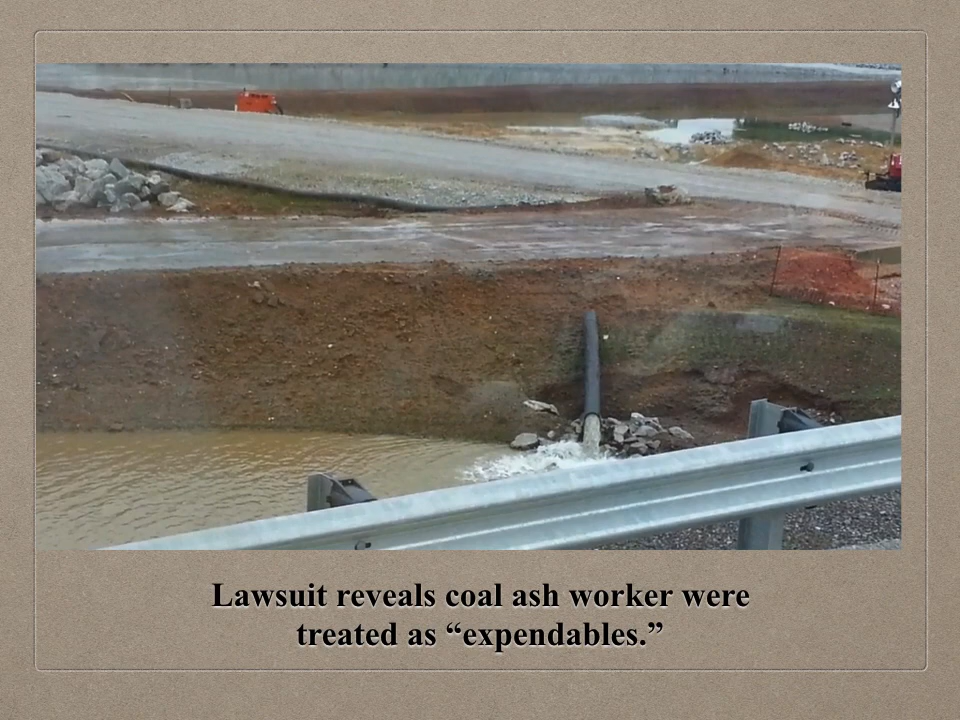 Lawsuit reveals coal ash worker were
treated as “expendables.”